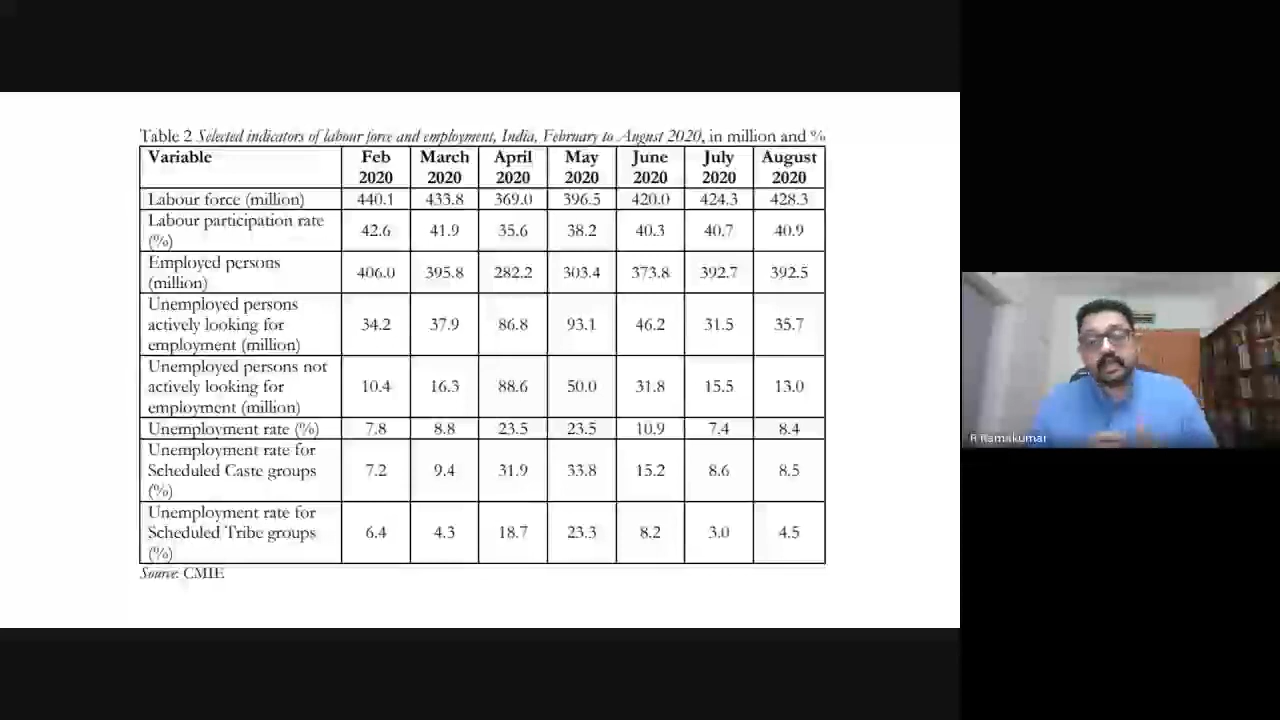 Table 2 Selected indicators of labour force and employment, India, February to August 2020, in million and %
Variable Feb 2020 March 2020 April 2020 May 2020 June 2020 July 2020 August 2020
Labour force (million) 440.1 433.8 369.0 396.5 420.0 424.3 428.3
Labour participation rate (%) 42.6 41.9 35.6 38.2 40.3 40.7 40.9
Employed persons (million) 406.0 395.8 282.2 303.4 373.8 392.7 392.5
Unemployed persons actively looking for employment (million) 34.2 37.9 86.8 93.1 46.2 31.5 35.7
Unemployed persons not actively looking for employment (million) 10.4 16.3 88.6 50.0 31.8 15.5 13.0
Unemployment rate (%) 7.8 8.8 23.5 23.5 10.9 7.4 8.4
Unemployment rate for Scheduled Caste groups (%) 7.2 9.4 31.9 33.8 15.2 8.6 8.5
Unemployment rate for Scheduled Tribe groups (%) 6.4 4.3 18.7 23.3 8.2 3.0 4.5
Source: CMIE
R Ramakumar